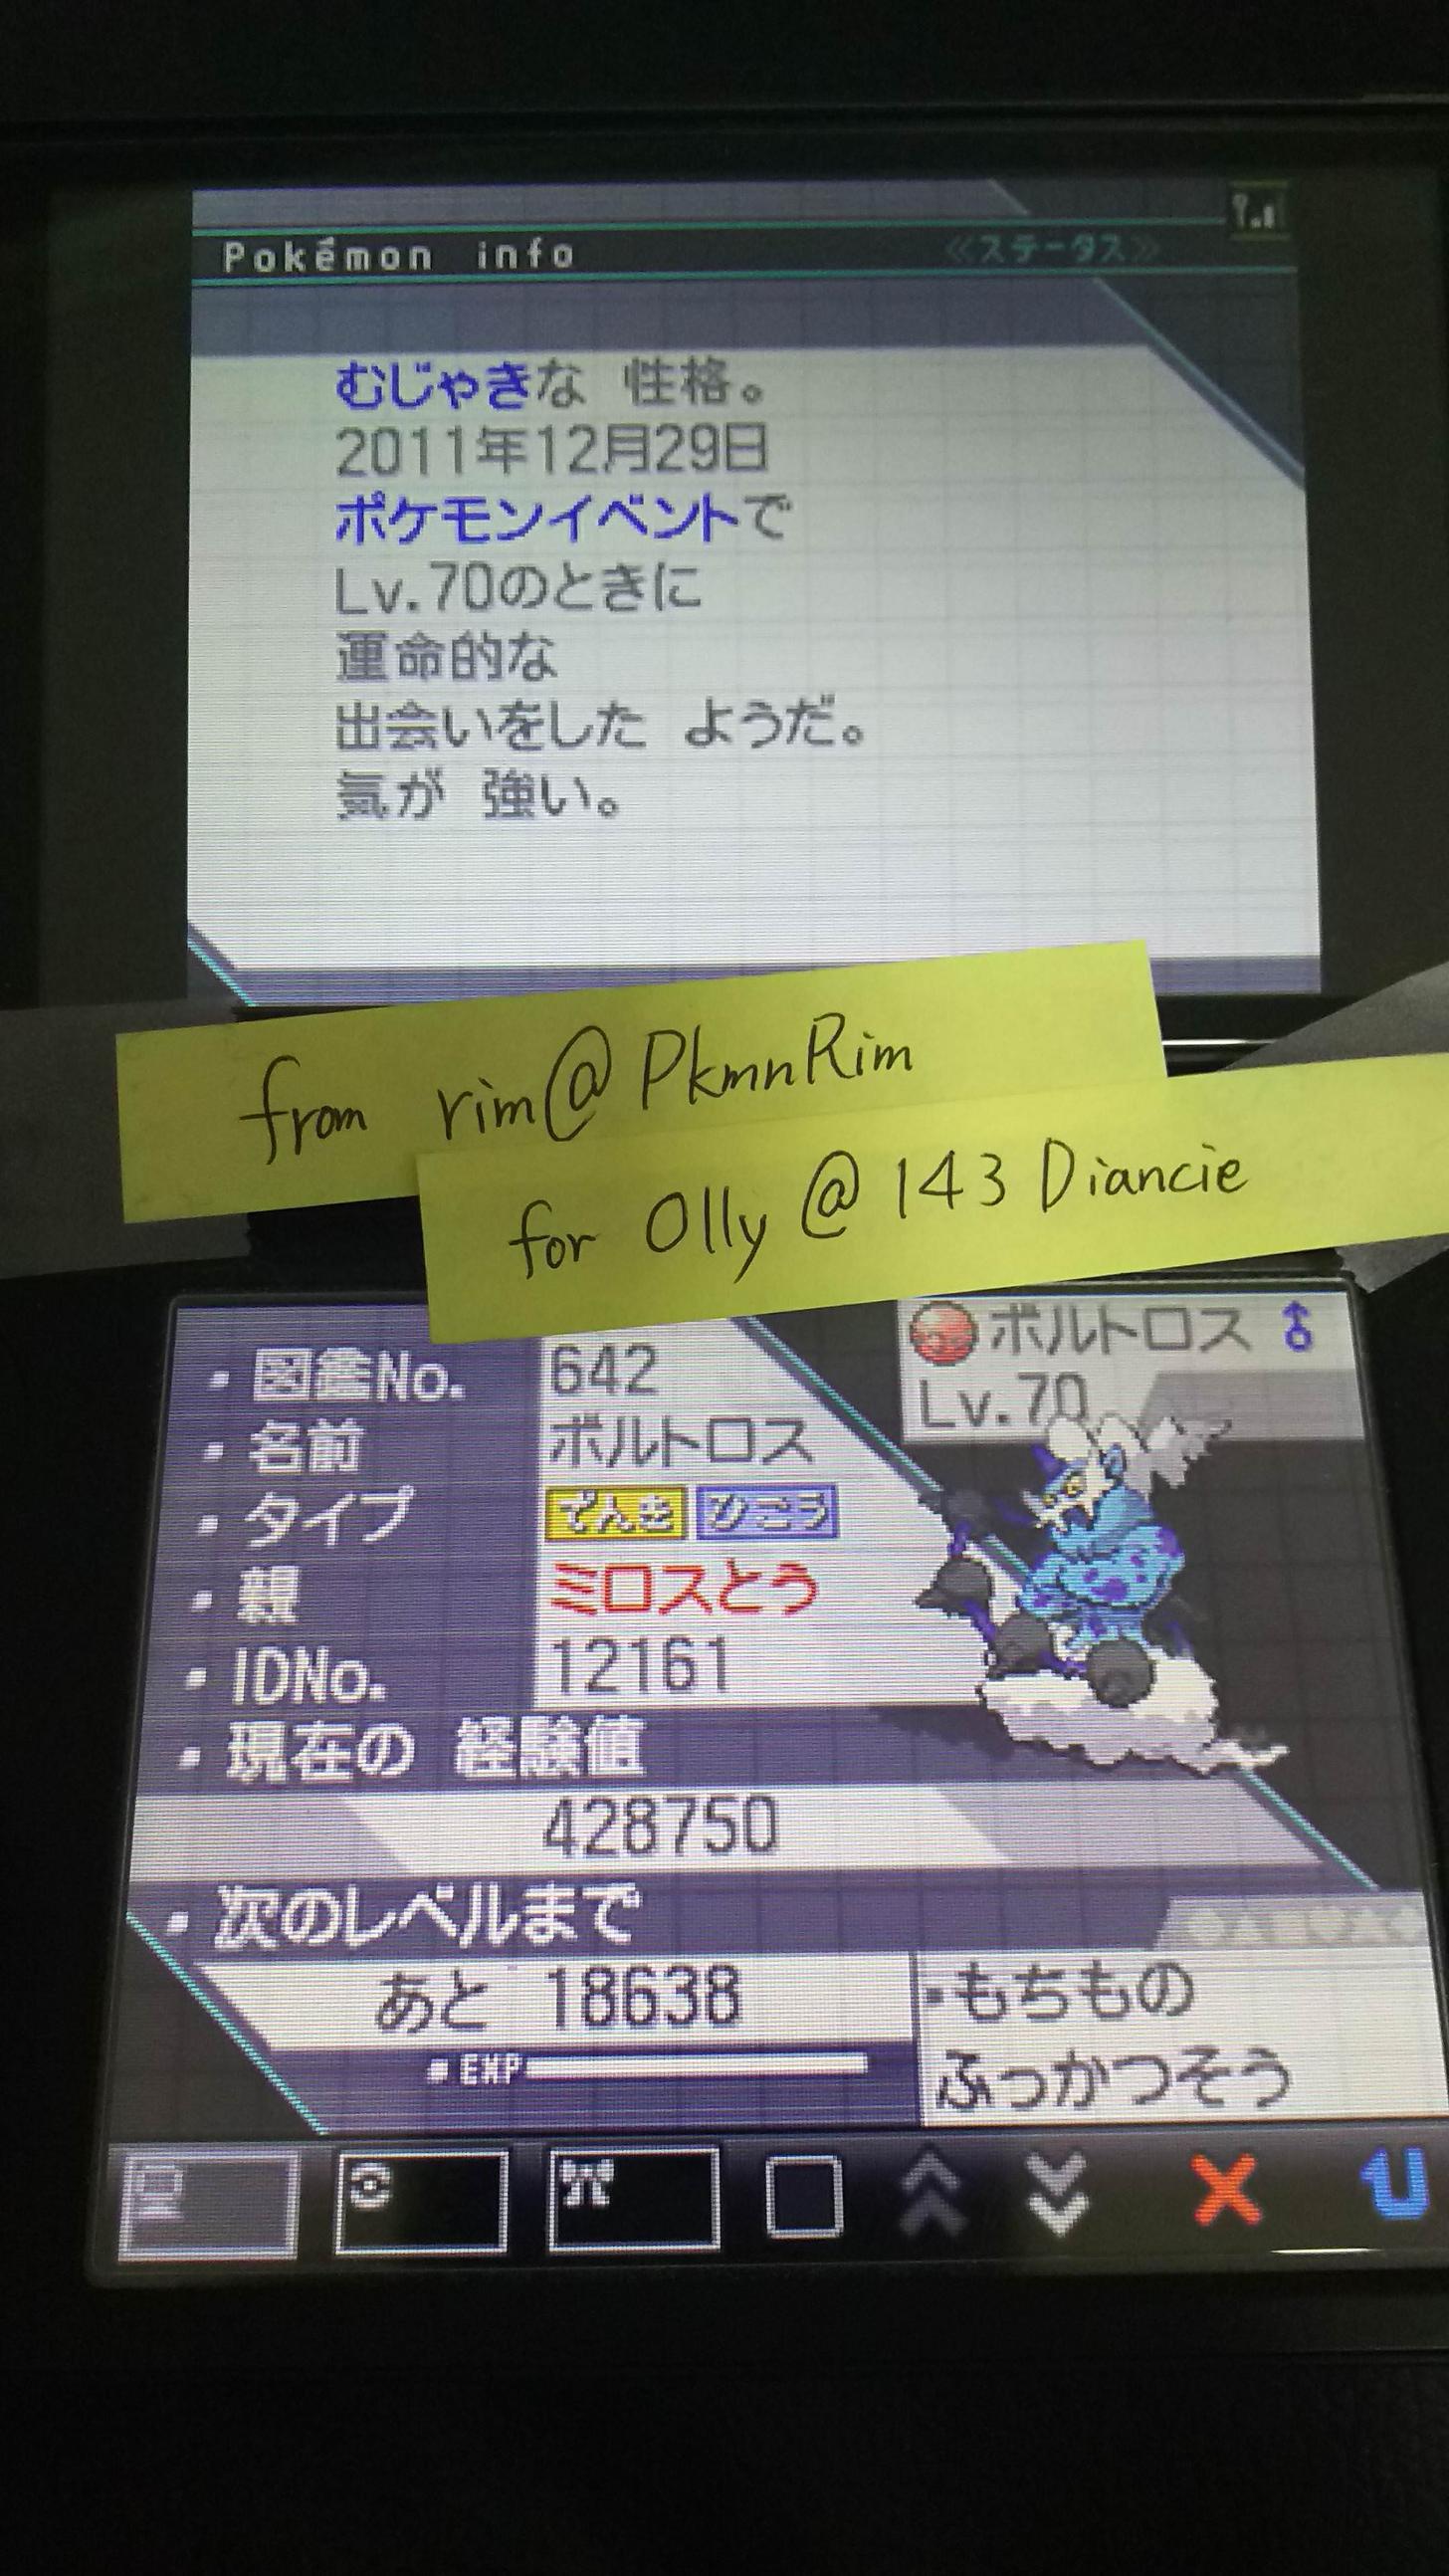 Pokémon info
≪ステータス≫
むじゃきな 性格。
2011年12月29日
ポケモンイベントで
Lv.70のときに
運命的な
出会いをした ようだ。
気が 強い。
from rim@PkmnRim
for Olly@143Diancie
ボルトロス ♂
Lv.70
・図鑑No. 642
・名前 ボルトロス
・タイプ でんき ひこう
・親 ミロスとう
・IDNo. 12161
・現在の 経験値
428750
・次のレベルまで
あと 18638
EXP
・もちもの
ふっかつそう